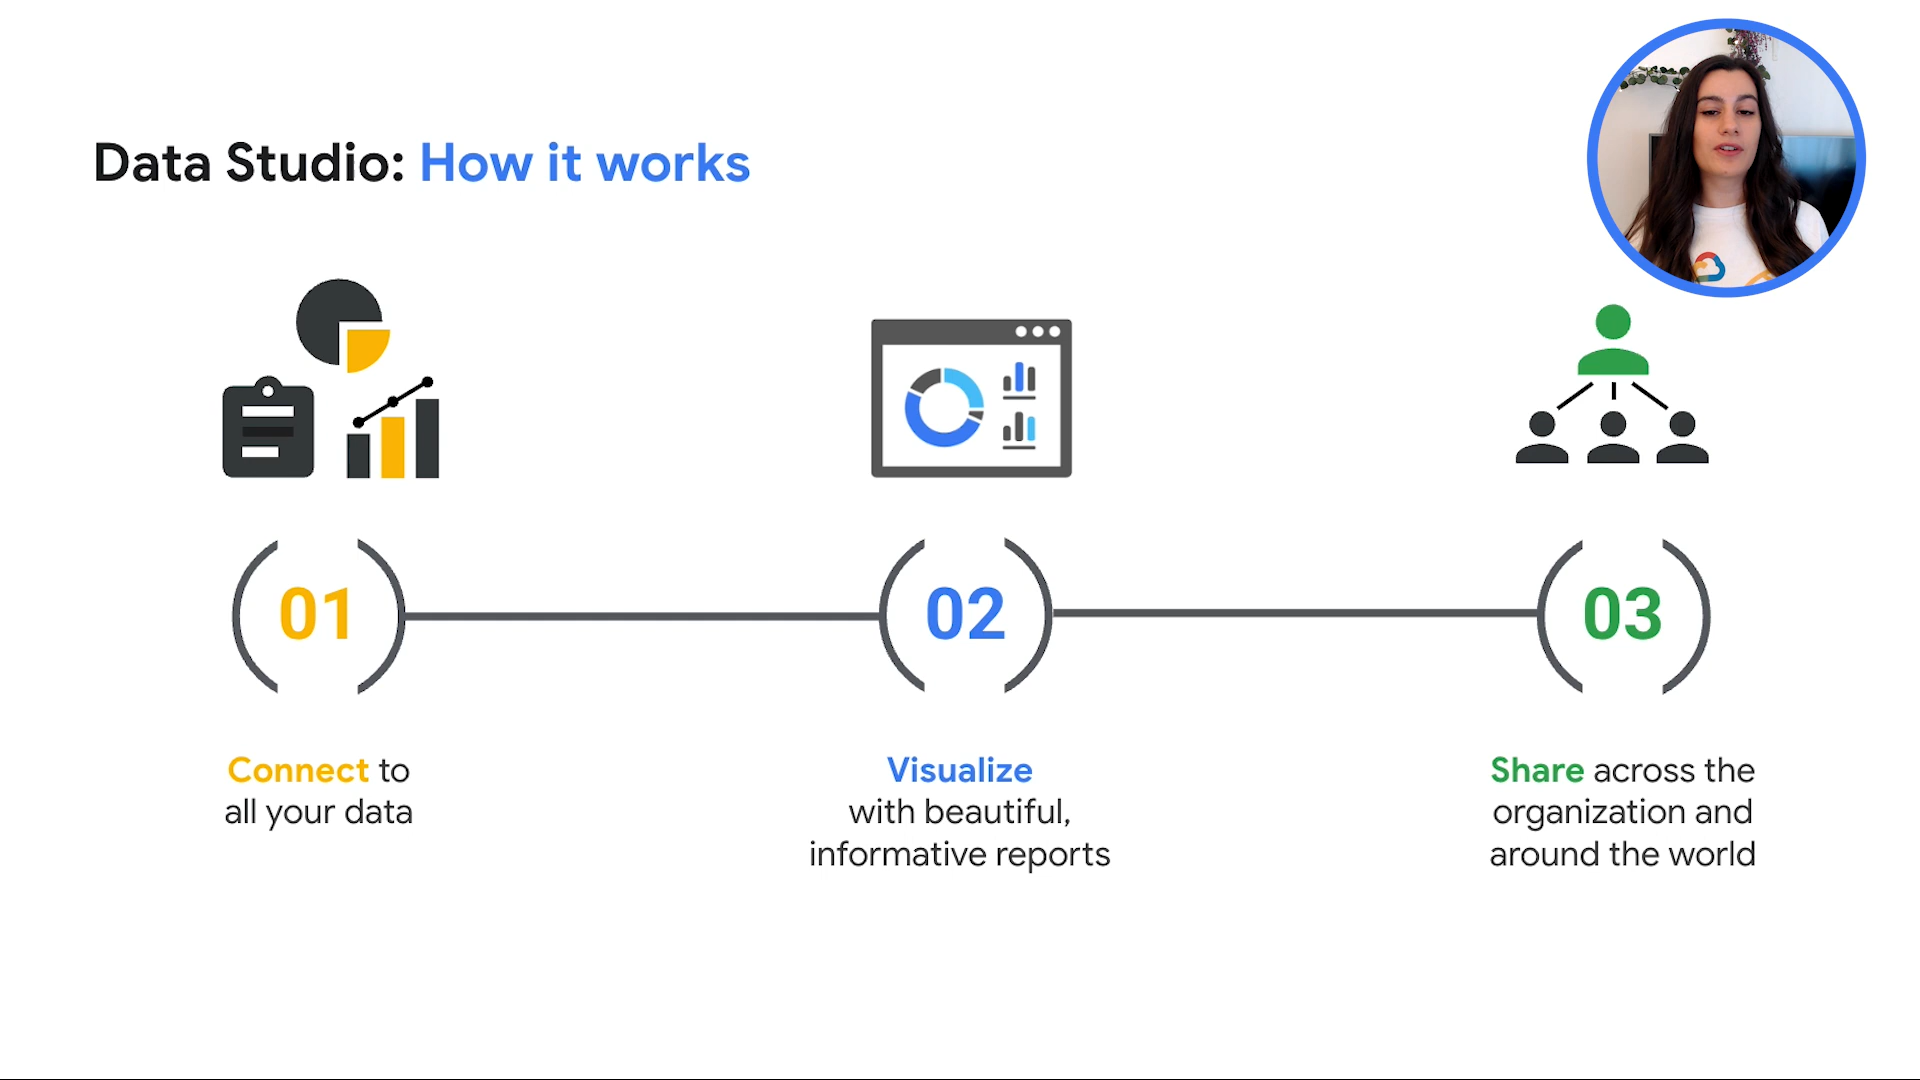 Data Studio: How it works
01
02
03
Connect to
all your data
Visualize
with beautiful,
informative reports
Share across the
organization and
around the world